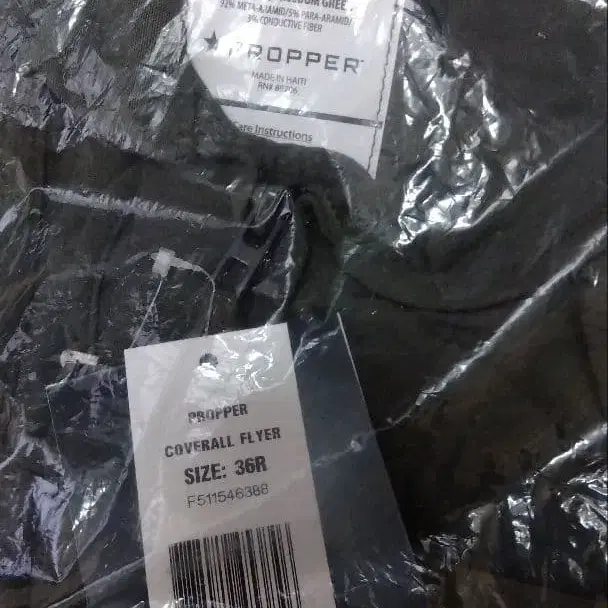 92% META-ARAMID/5% PARA-ARAMID/
3% CONDUCTIVE FIBER
PROPPER
MADE IN HAITI
Care Instructions
PROPPER
COVERALL FLYER
SIZE: 36R
F511546388